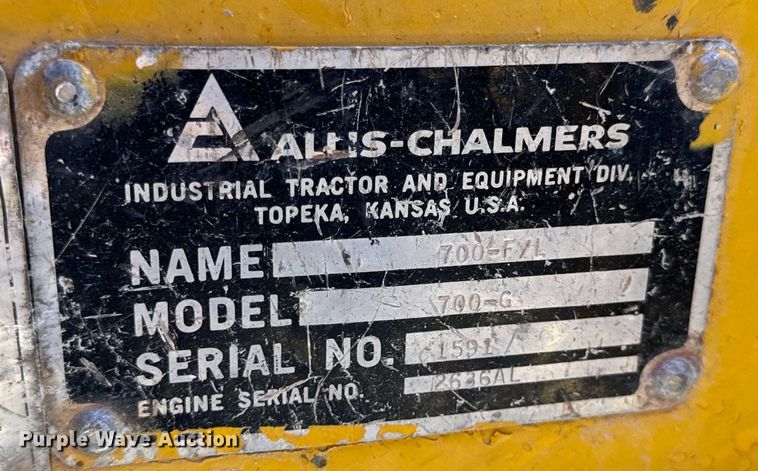 ALLIS-CHALMERS
INDUSTRIAL TRACTOR AND EQUIPMENT DIV.
TOPEKA, KANSAS U.S.A.
NAME 700-F/L
MODEL 700-G
SERIAL NO. 1591
ENGINE SERIAL NO. 2636AL
Purple Wave Auction